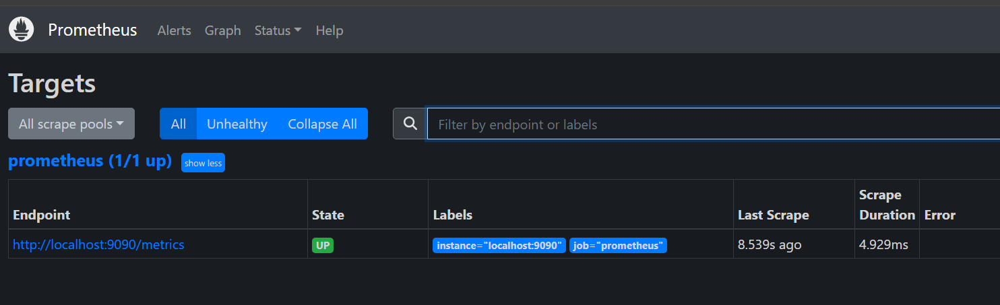 Prometheus Alerts Graph Status Help
Targets
All scrape pools All Unhealthy Collapse All Filter by endpoint or labels
prometheus (1/1 up) show less
Endpoint State Labels Last Scrape Scrape Duration Error
http://localhost:9090/metrics UP instance="localhost:9090" job="prometheus" 8.539s ago 4.929ms